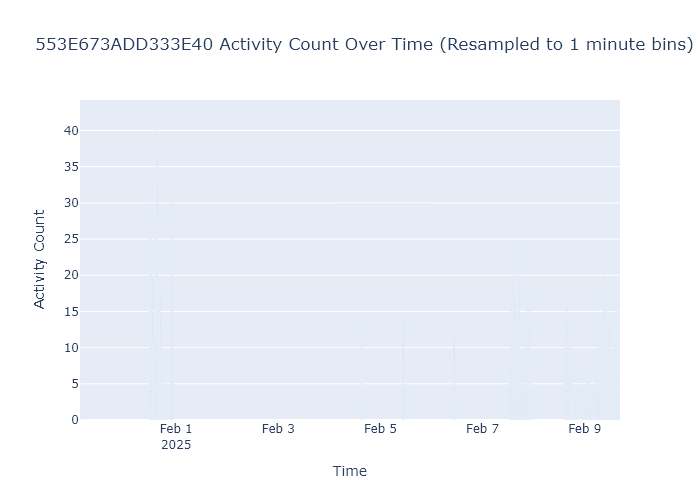 553E673ADD333E40 Activity Count Over Time (Resampled to 1 minute bins)
Activity Count
40
35
30
25
20
15
10
5
0
Feb 1
2025
Feb 3
Feb 5
Feb 7
Feb 9
Time